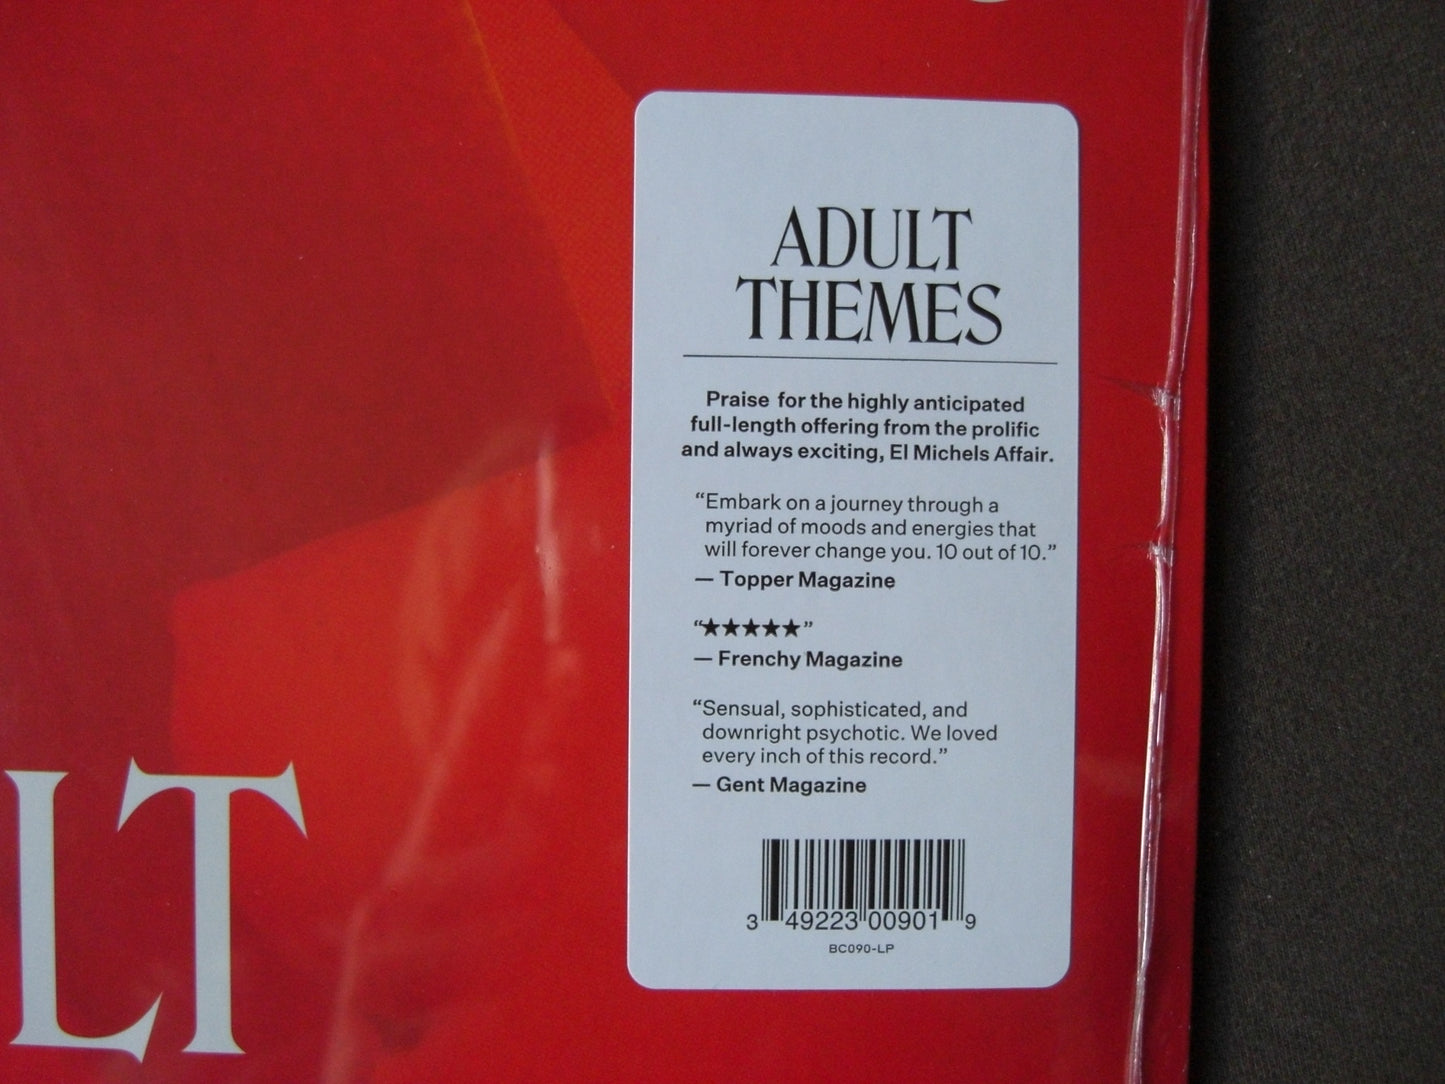 ADULT
THEMES
Praise for the highly anticipated
full-length offering from the prolific
and always exciting, El Michels Affair.
“Embark on a journey through a
myriad of moods and energies that
will forever change you. 10 out of 10.”
— Topper Magazine
“★★★★★”
— Frenchy Magazine
“Sensual, sophisticated, and
downright psychotic. We loved
every inch of this record.”
— Gent Magazine
3 49223 00901 9
BC090-LP
LT